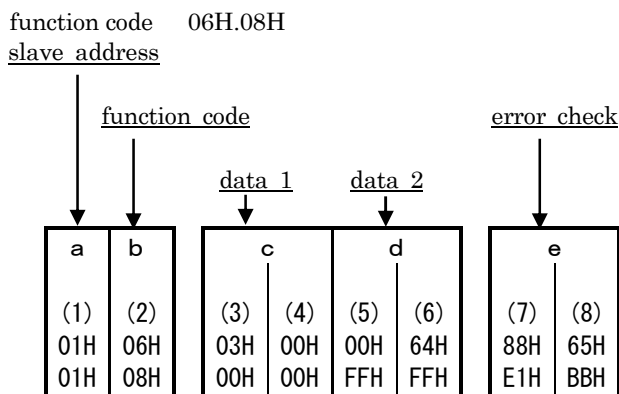 function code 06H.08H
slave address
function code error check
data 1 data 2
a b c d e
(1) (2) (3) (4) (5) (6) (7) (8)
01H 06H 03H 00H 00H 64H 88H 65H
01H 08H 00H 00H FFH FFH E1H BBH